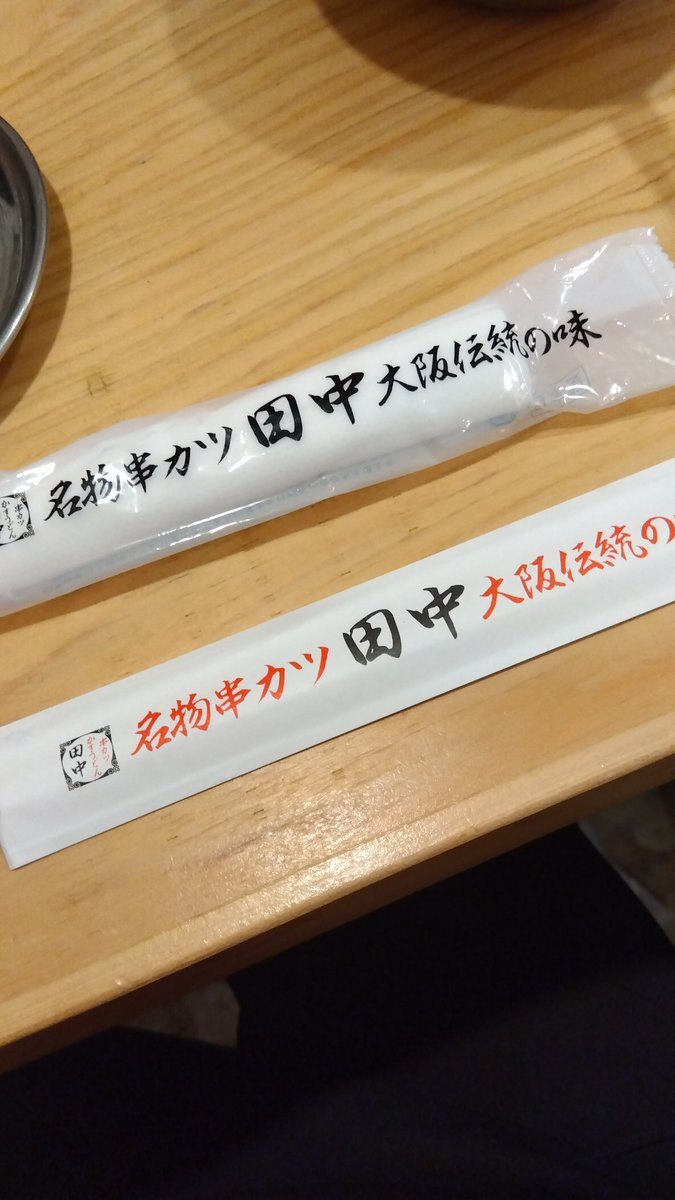 名物串カツ 田中 大阪伝統の味
串カツ
かすうどん
名物串カツ 田中 大阪伝統の
串カツ
かすうどん
田中